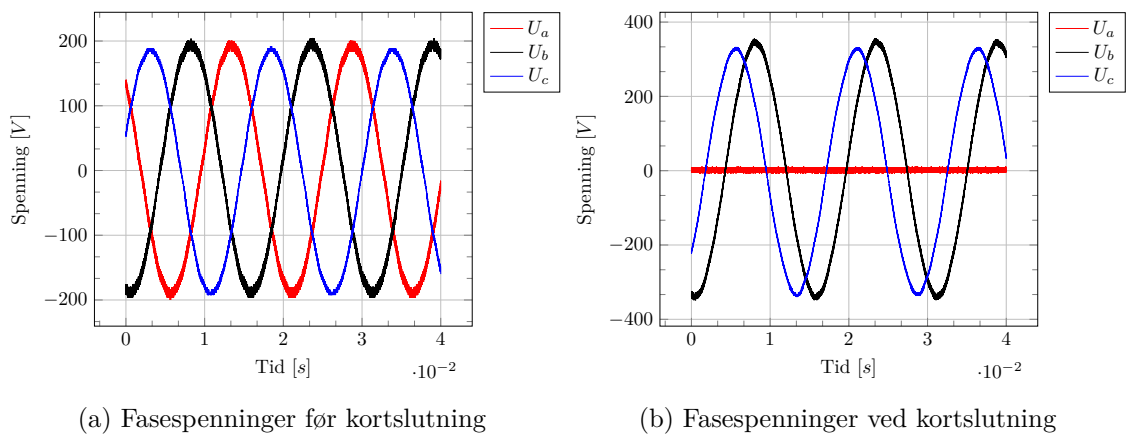 U_a
U_b
U_c
200
100
0
−100
−200
Spenning [V]
0 1 2 3 4
Tid [s]
·10⁻²
(a) Fasespenninger før kortslutning
U_a
U_b
U_c
400
200
0
−200
−400
Spenning [V]
0 1 2 3 4
Tid [s]
·10⁻²
(b) Fasespenninger ved kortslutning